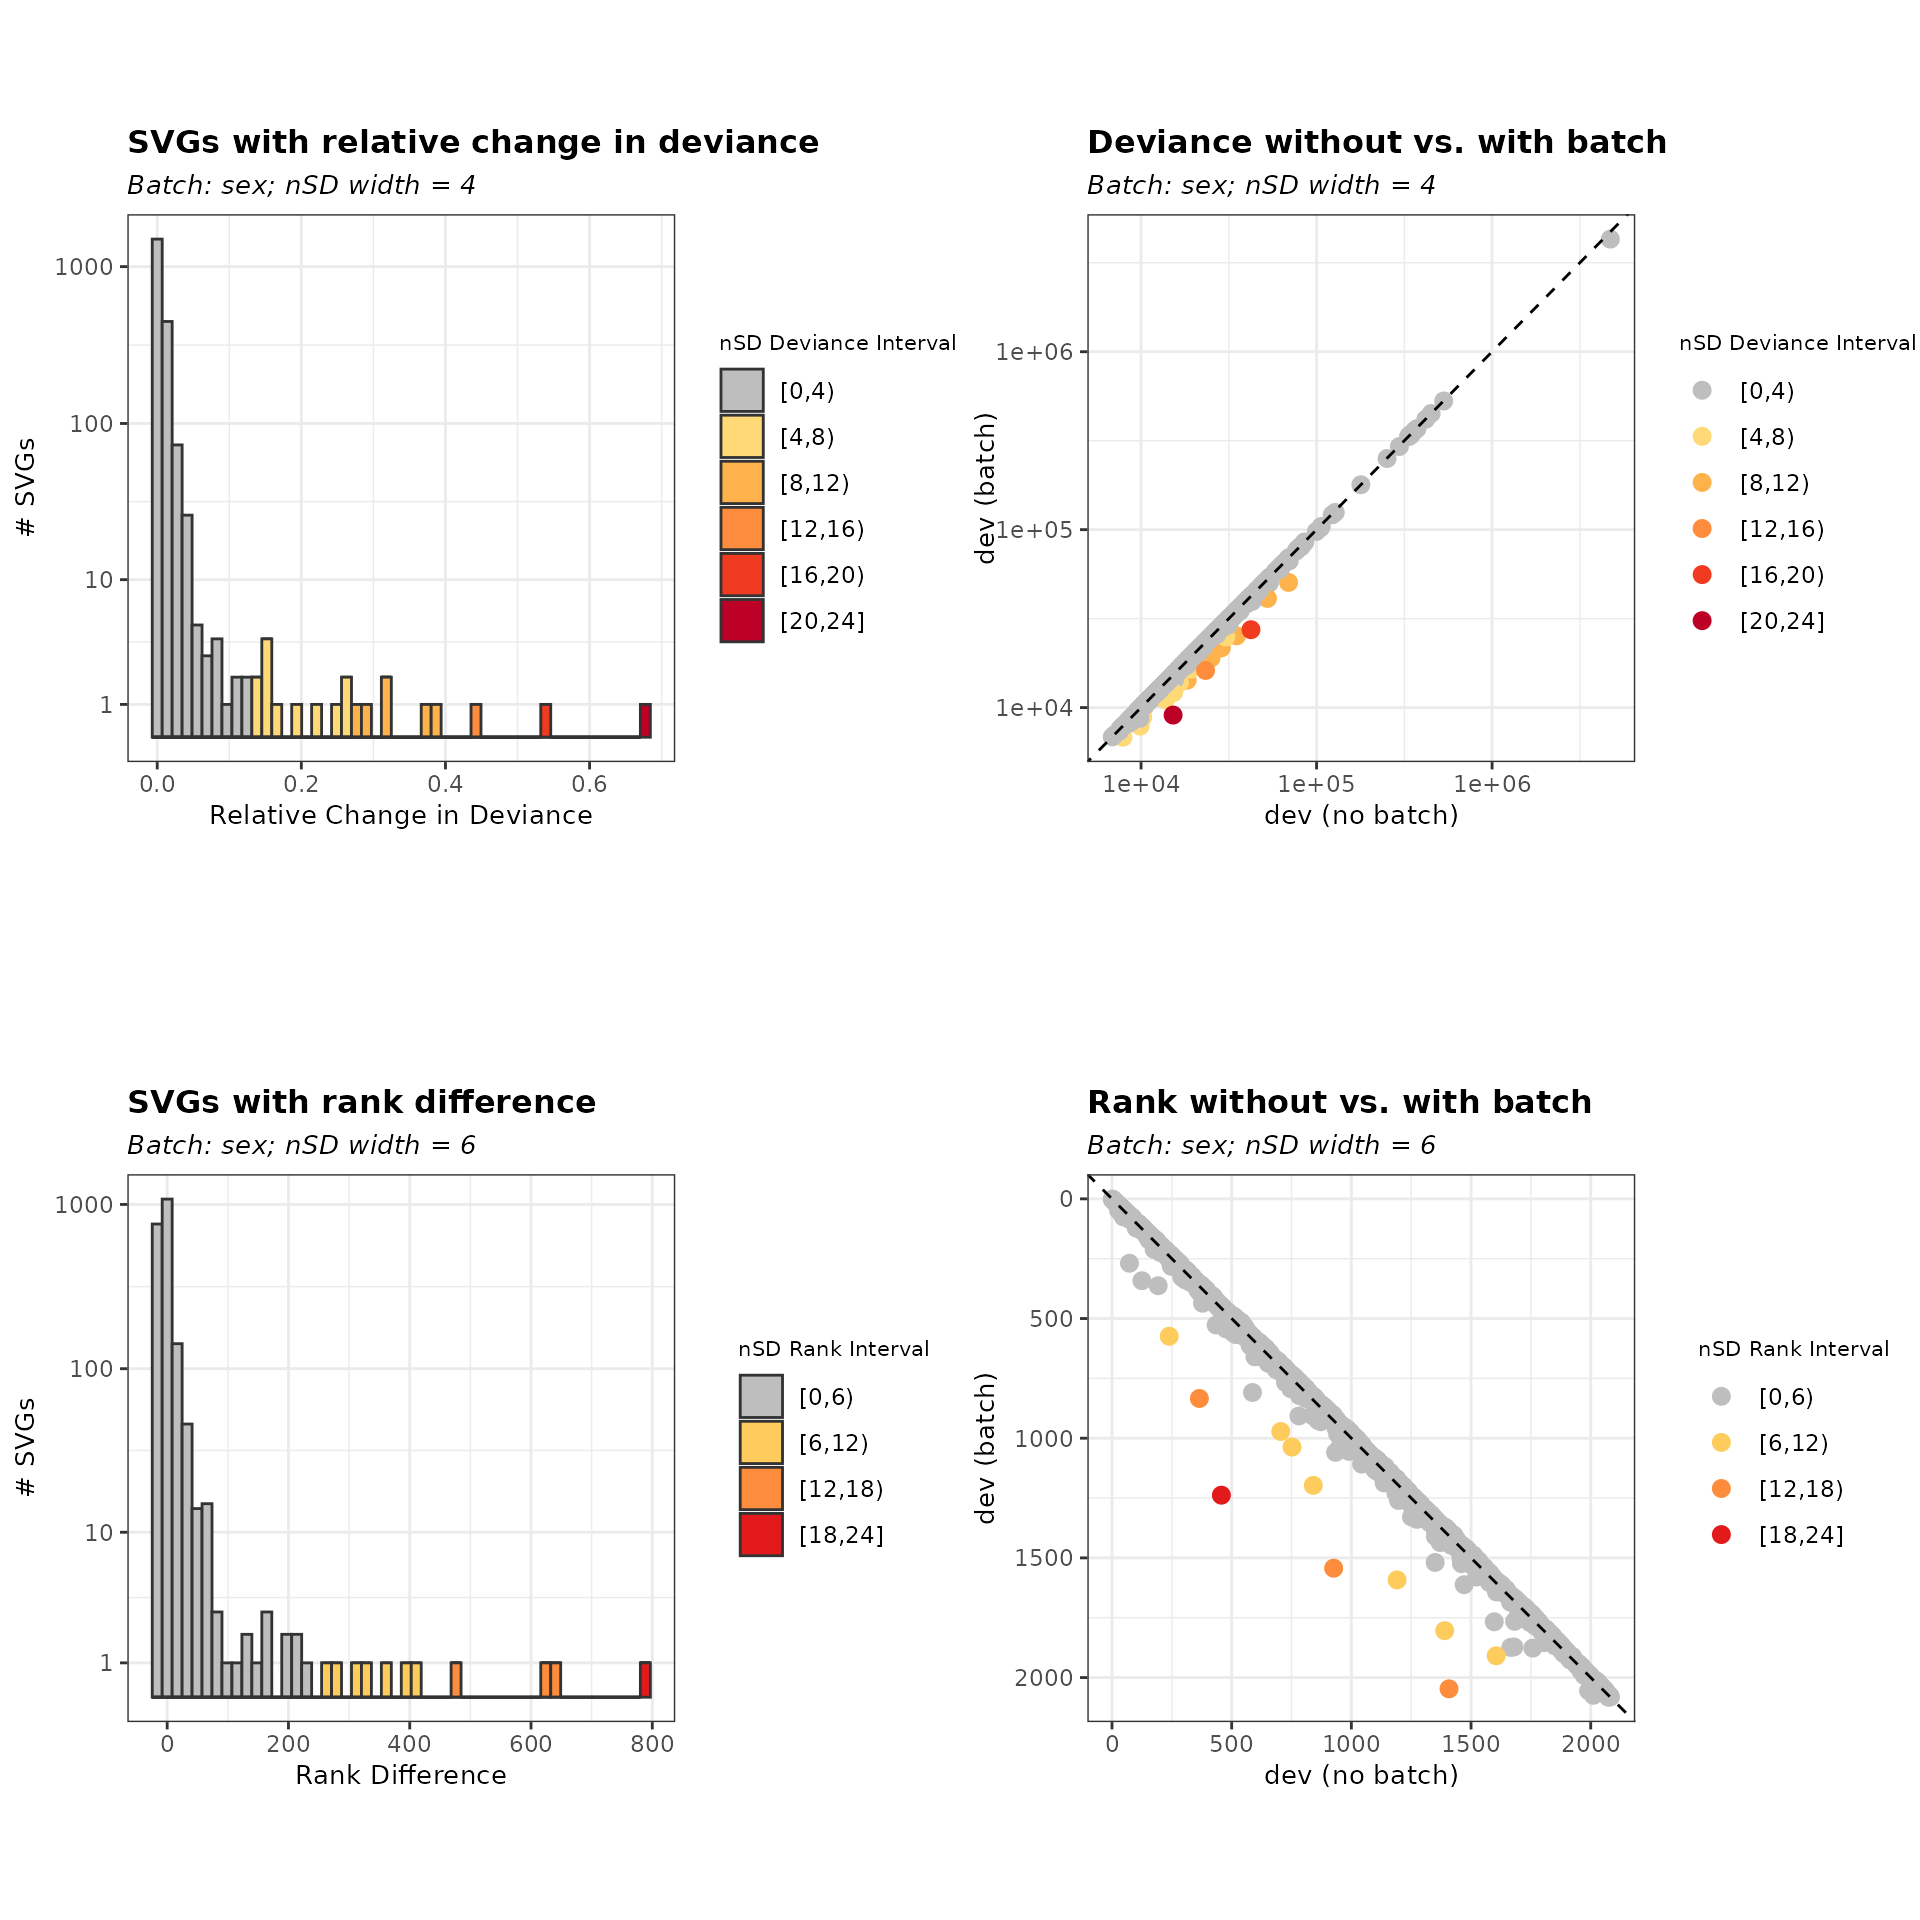 SVGs with relative change in deviance
Batch: sex; nSD width = 4
# SVGs
1000
100
10
1
0.0
0.2
0.4
0.6
Relative Change in Deviance
nSD Deviance Interval
[0,4)
[4,8)
[8,12)
[12,16)
[16,20)
[20,24]
Deviance without vs. with batch
Batch: sex; nSD width = 4
dev (batch)
1e+06
1e+05
1e+04
1e+04
1e+05
1e+06
dev (no batch)
nSD Deviance Interval
[0,4)
[4,8)
[8,12)
[12,16)
[16,20)
[20,24]
SVGs with rank difference
Batch: sex; nSD width = 6
# SVGs
1000
100
10
1
0
200
400
600
800
Rank Difference
nSD Rank Interval
[0,6)
[6,12)
[12,18)
[18,24]
Rank without vs. with batch
Batch: sex; nSD width = 6
dev (batch)
0
500
1000
1500
2000
0
500
1000
1500
2000
dev (no batch)
nSD Rank Interval
[0,6)
[6,12)
[12,18)
[18,24]